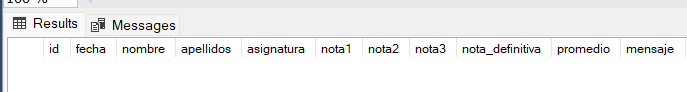 Results Messages
id fecha nombre apellidos asignatura nota1 nota2 nota3 nota_definitiva promedio mensaje